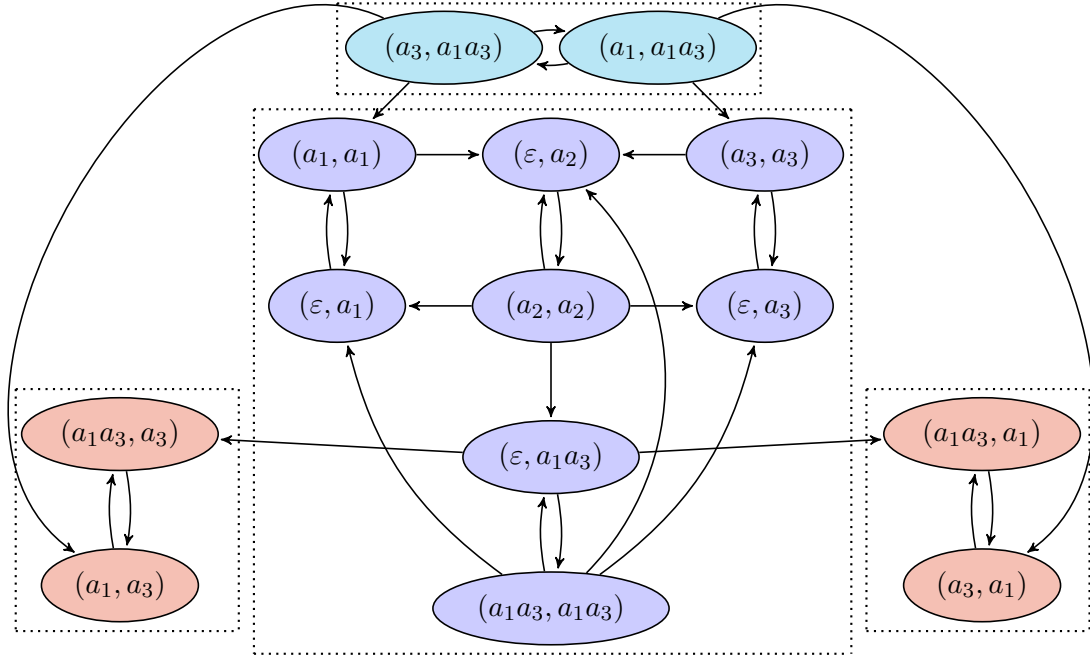 (a₃, a₁a₃) (a₁, a₁a₃)
(a₁, a₁) (ε, a₂) (a₃, a₃)
(ε, a₁) (a₂, a₂) (ε, a₃)
(a₁a₃, a₃) (ε, a₁a₃) (a₁a₃, a₁)
(a₁, a₃) (a₁a₃, a₁a₃) (a₃, a₁)